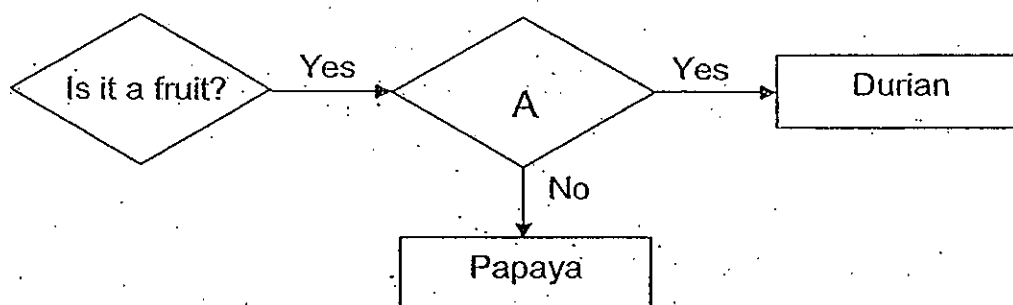 Is it a fruit?
Yes
A
Yes
Durian
No
Papaya